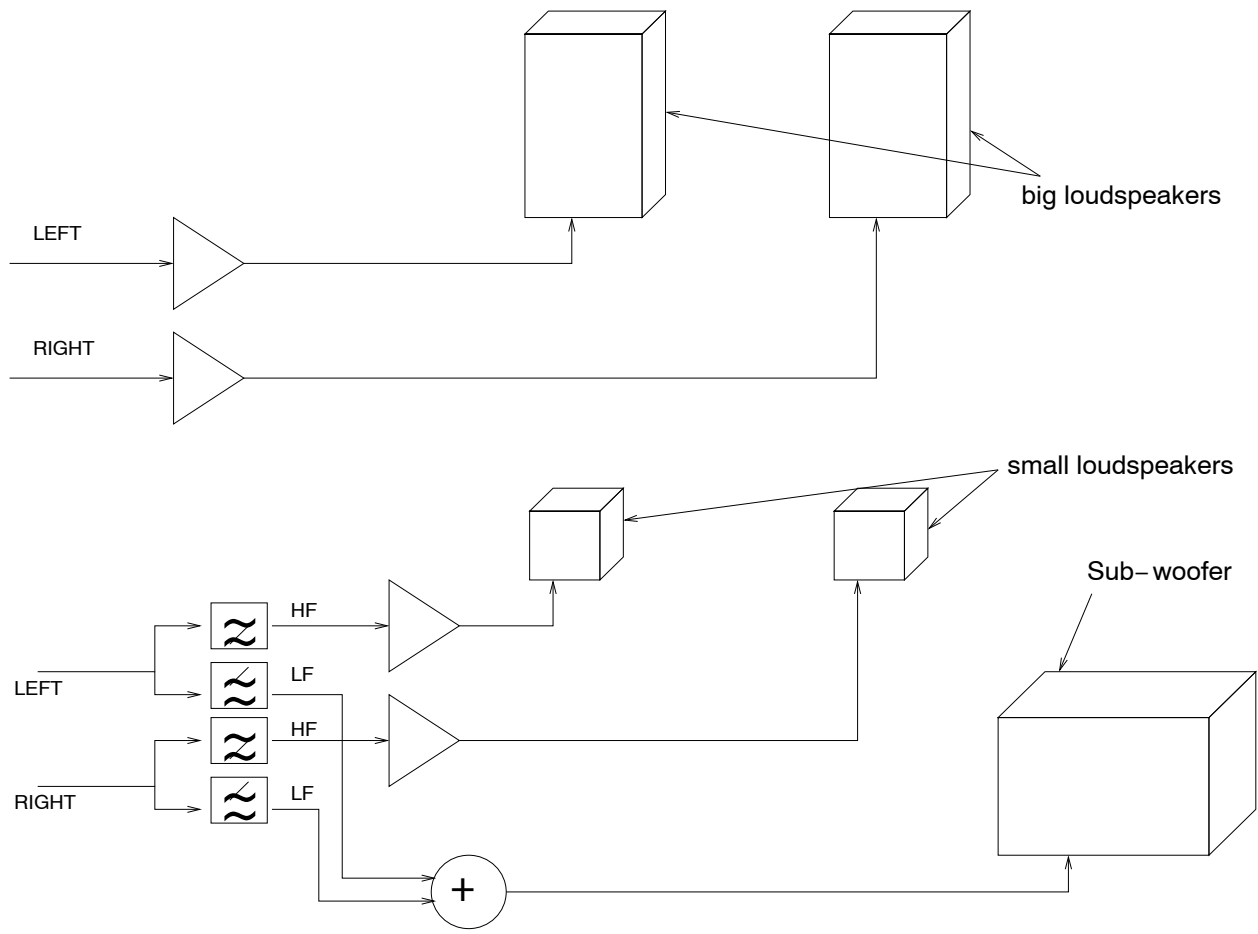 LEFT
big loudspeakers
RIGHT
small loudspeakers
Sub–woofer
HF
LEFT
LF
HF
RIGHT
LF
+